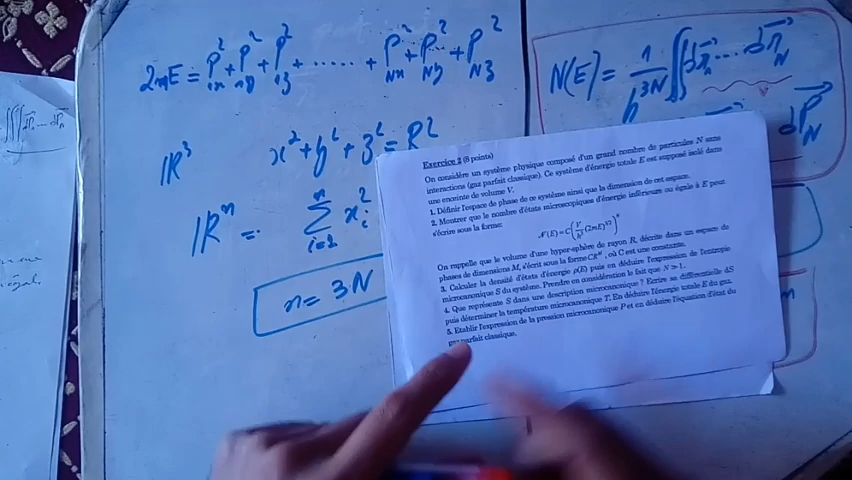 2mE = P²₁ₓ + P²₁y + P²₁z + ...... + P²Nx + P²Ny + P²Nz
N(E) = 1/h^3N ∫∫ dr⃗₁ ... dr⃗N
dP⃗N
IR³ x² + y² + z² = R²
IRⁿ = . Σ xᵢ²
n = 3N
Exercice 2 (8 points)
On considère un système physique composé d'un grand nombre de particules N sans
interactions (gaz parfait classique). Ce système d'énergie totale E est supposé isolé dans
une enceinte de volume V.
1. Définir l'espace de phase de ce système ainsi que la dimension de cet espace.
2. Montrer que le nombre d'états microscopiques d'énergie inférieure ou égale à E peut
s'écrire sous la forme:
𝒩(E) = C(V/h³ (2mE)^3/2)^N
On rappelle que le volume d'une hyper-sphère de rayon R, décrite dans un espace de
phases de dimensions M, s'écrit sous la forme CR^M, où C est une constante.
3. Calculer la densité d'états d'énergie ρ(E) puis en déduire l'expression de l'entropie
microcanonique S du système. Prendre en considération le fait que N ≫ 1.
4. Que représente S dans une description microcanonique ? Ecrire sa différentielle dS
puis déterminer la température microcanonique T. En déduire l'énergie totale E du gaz.
5. Etablir l'expression de la pression microcanonique P et en déduire l'équation d'état du
gaz parfait classique.